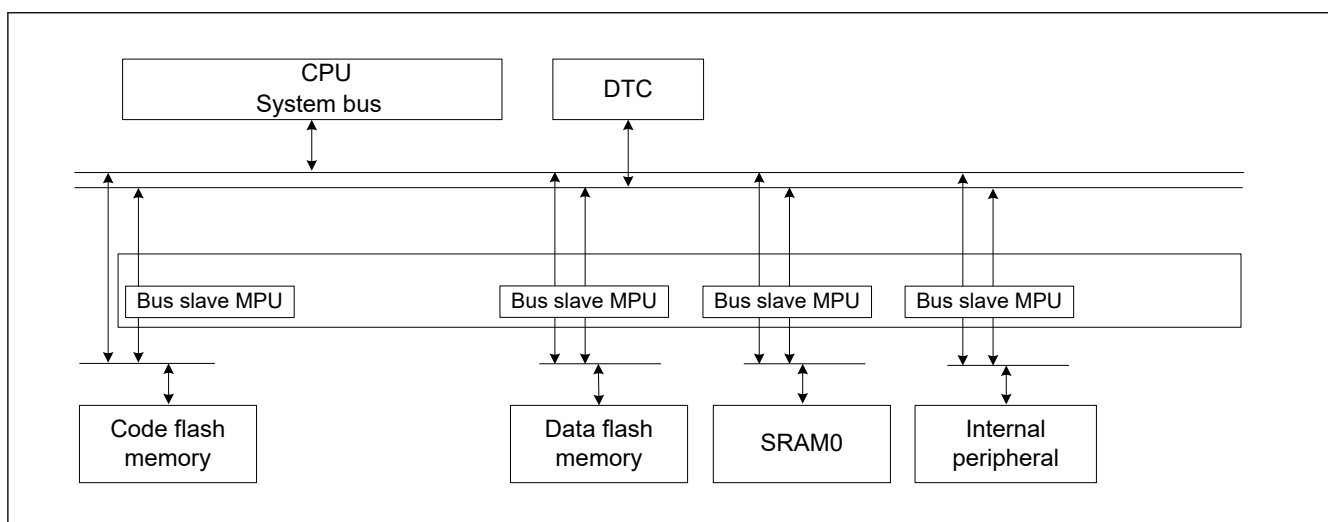 CPU
System bus
DTC
Bus slave MPU
Bus slave MPU
Bus slave MPU
Bus slave MPU
Code flash
memory
Data flash
memory
SRAM0
Internal
peripheral